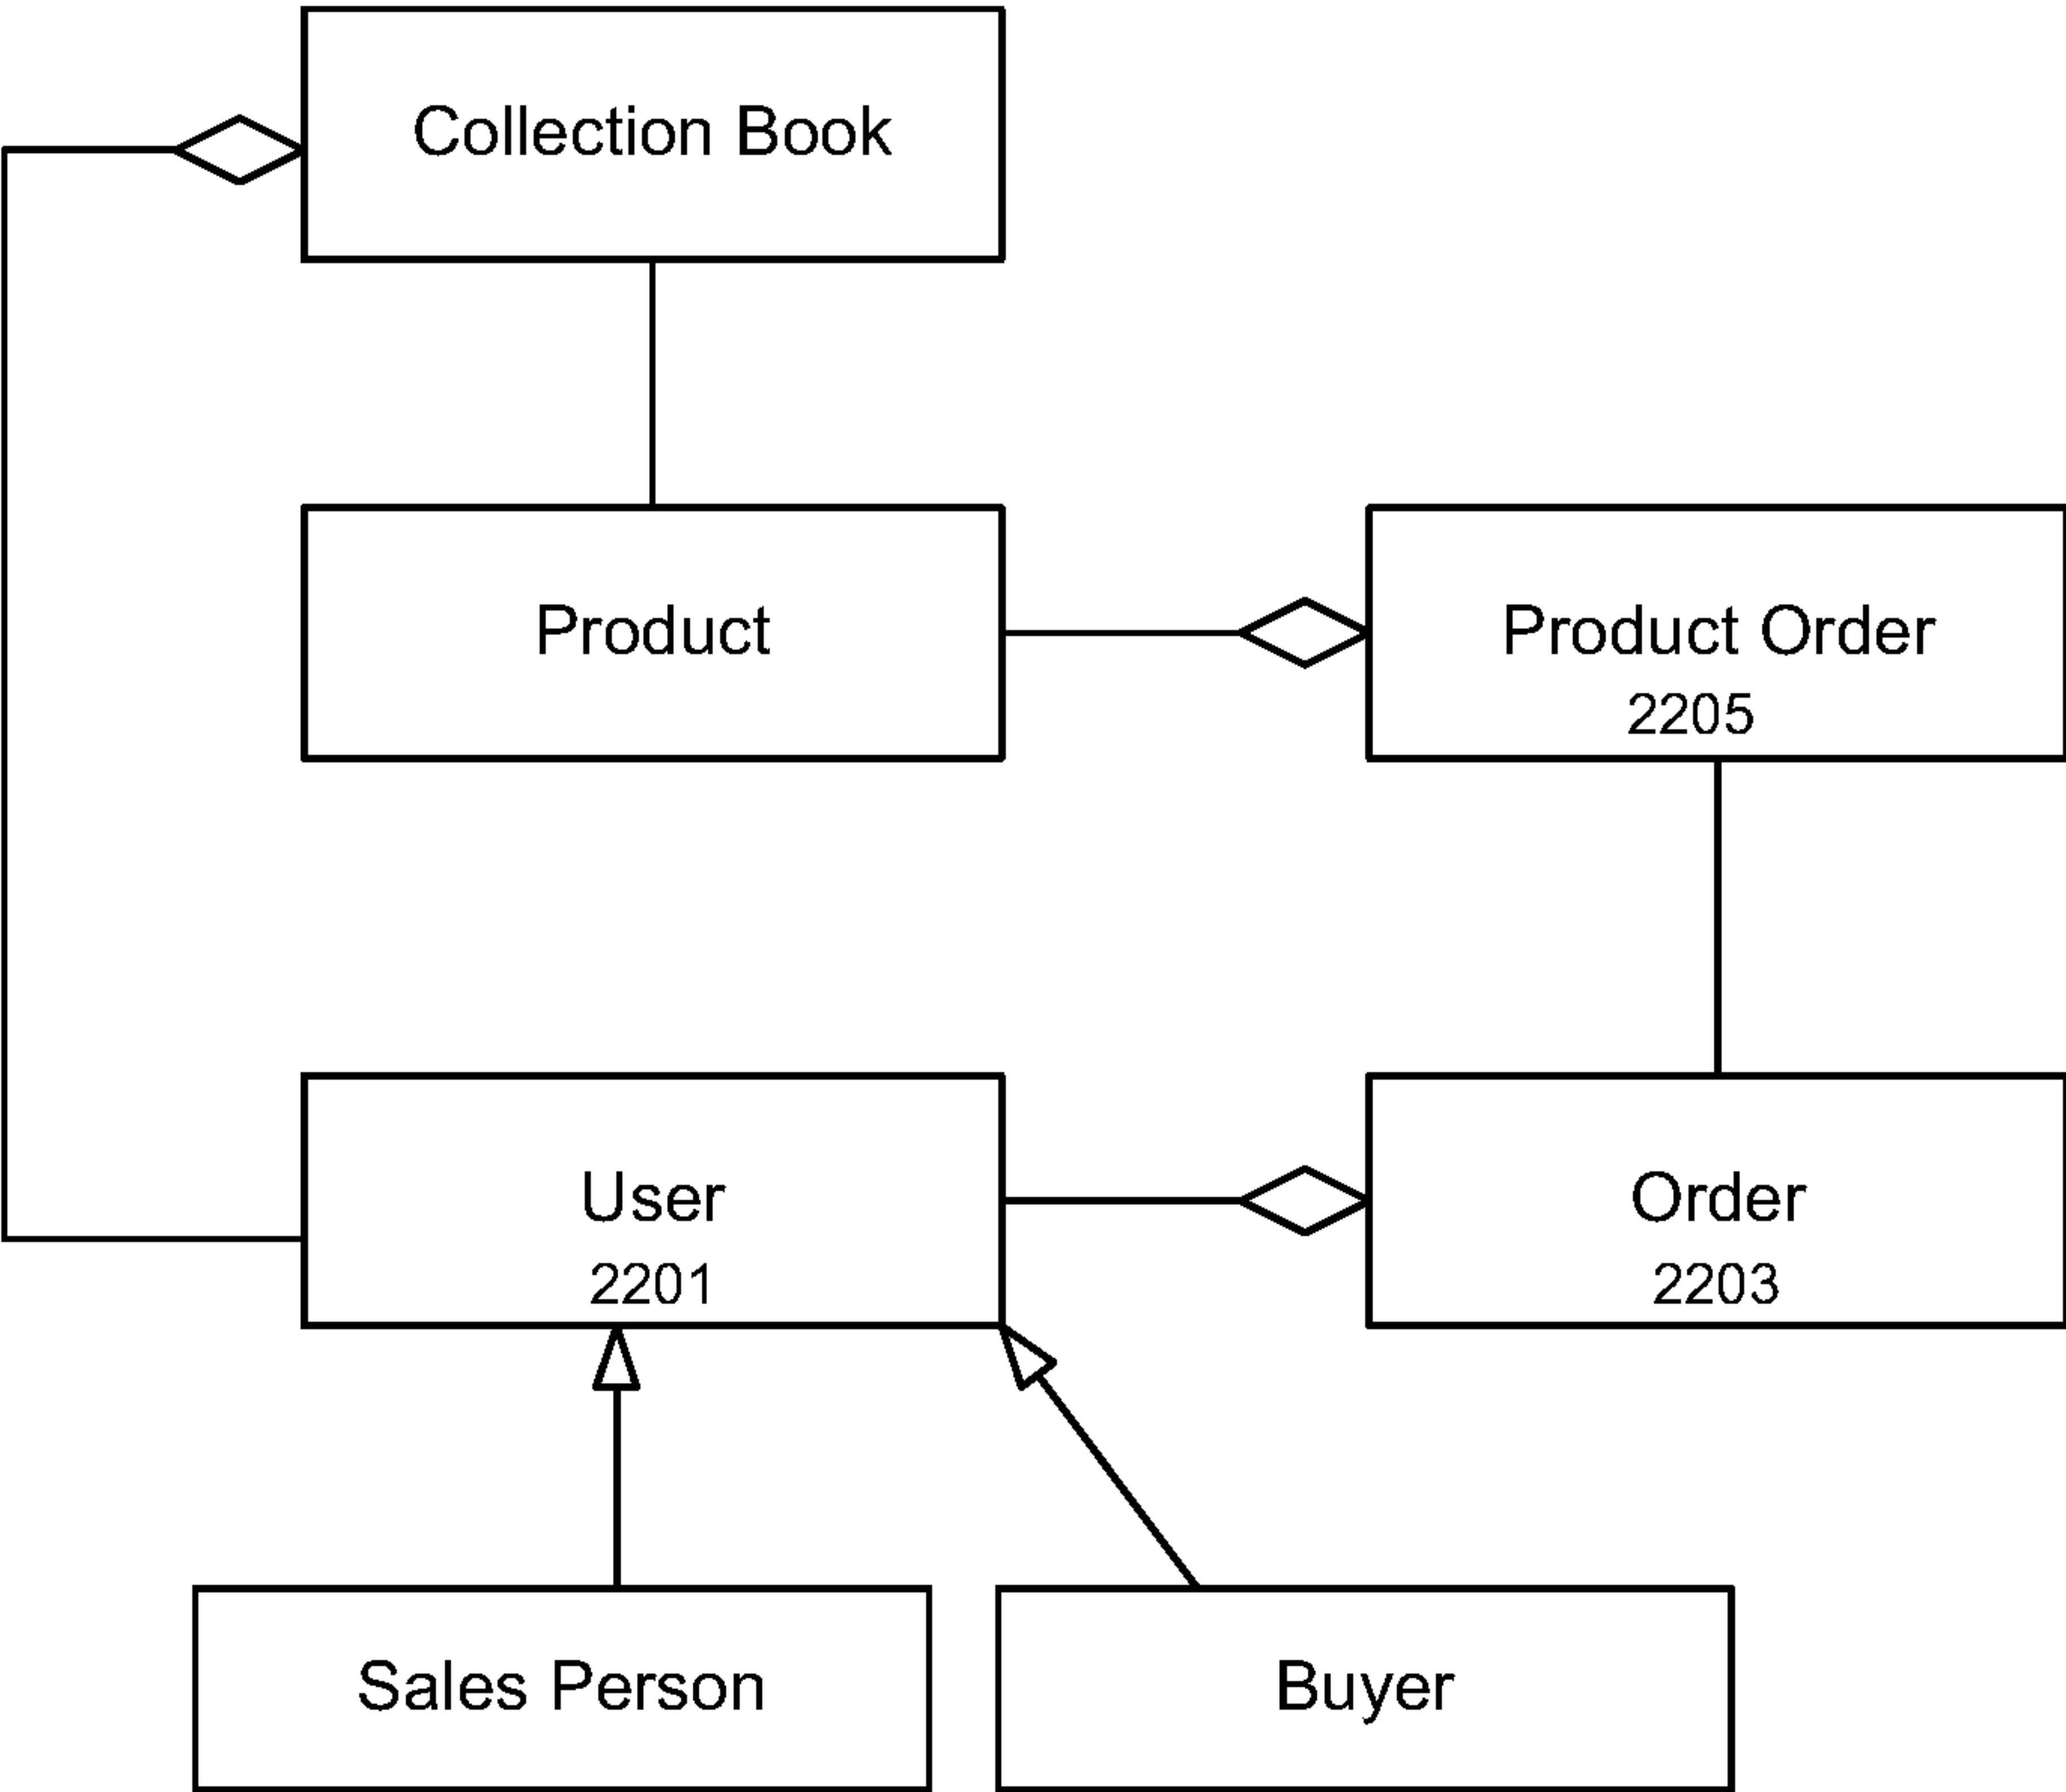 Collection Book
Product
Product Order
2205
User
2201
Order
2203
Sales Person
Buyer